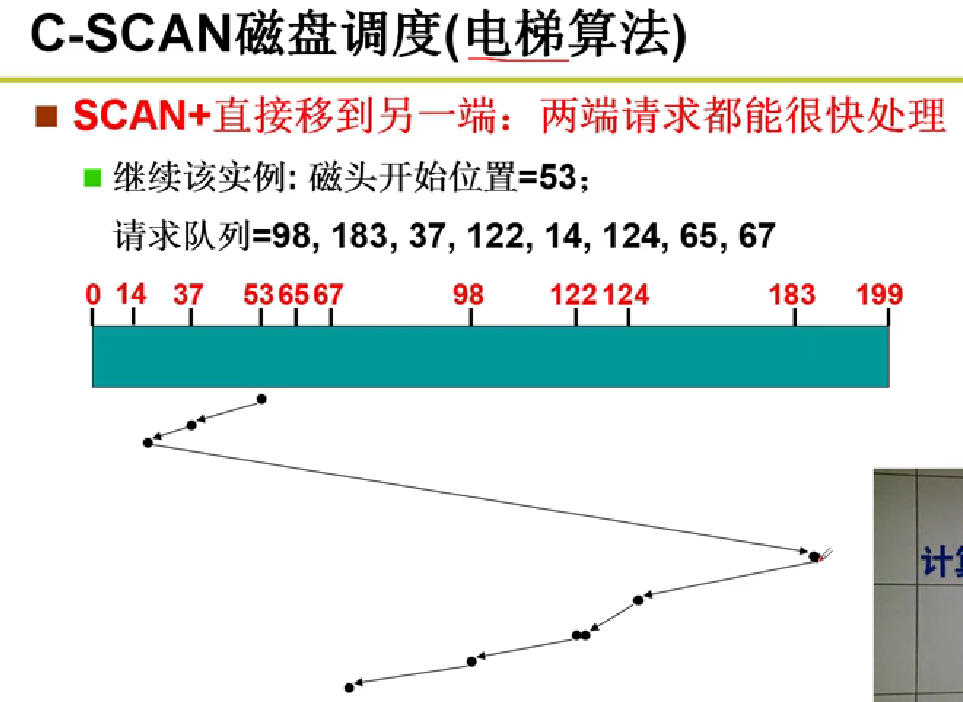 C-SCAN磁盘调度(电梯算法)
SCAN+直接移到另一端：两端请求都能很快处理
继续该实例: 磁头开始位置=53；
请求队列=98, 183, 37, 122, 14, 124, 65, 67
0 14 37 53 65 67 98 122 124 183 199
计